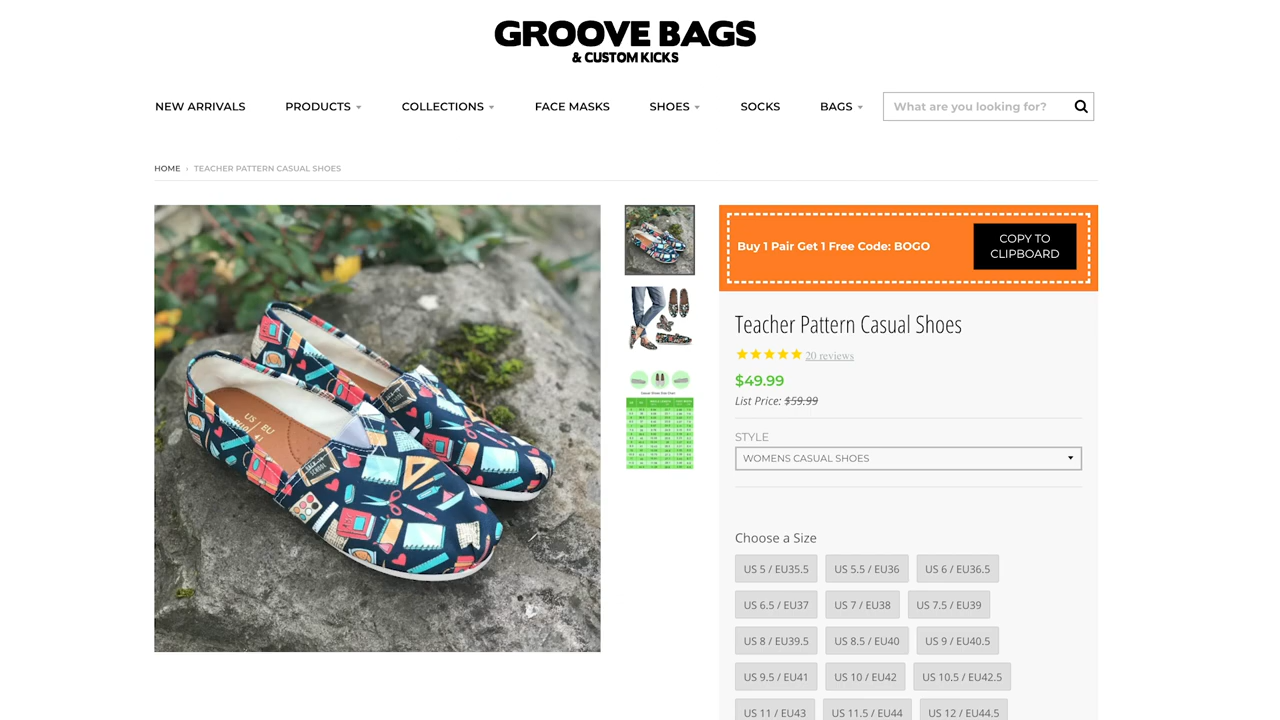 GROOVE BAGS
& CUSTOM KICKS
NEW ARRIVALS PRODUCTS COLLECTIONS FACE MASKS SHOES SOCKS BAGS What are you looking for?
HOME › TEACHER PATTERN CASUAL SHOES
Buy 1 Pair Get 1 Free Code: BOGO
COPY TO
CLIPBOARD
Teacher Pattern Casual Shoes
20 reviews
$49.99
List Price: $59.99
STYLE
WOMENS CASUAL SHOES
Choose a Size
US 5 / EU35.5 US 5.5 / EU36 US 6 / EU36.5
US 6.5 / EU37 US 7 / EU38 US 7.5 / EU39
US 8 / EU39.5 US 8.5 / EU40 US 9 / EU40.5
US 9.5 / EU41 US 10 / EU42 US 10.5 / EU42.5
US 11 / EU43 US 11.5 / EU44 US 12 / EU44.5
US | EU